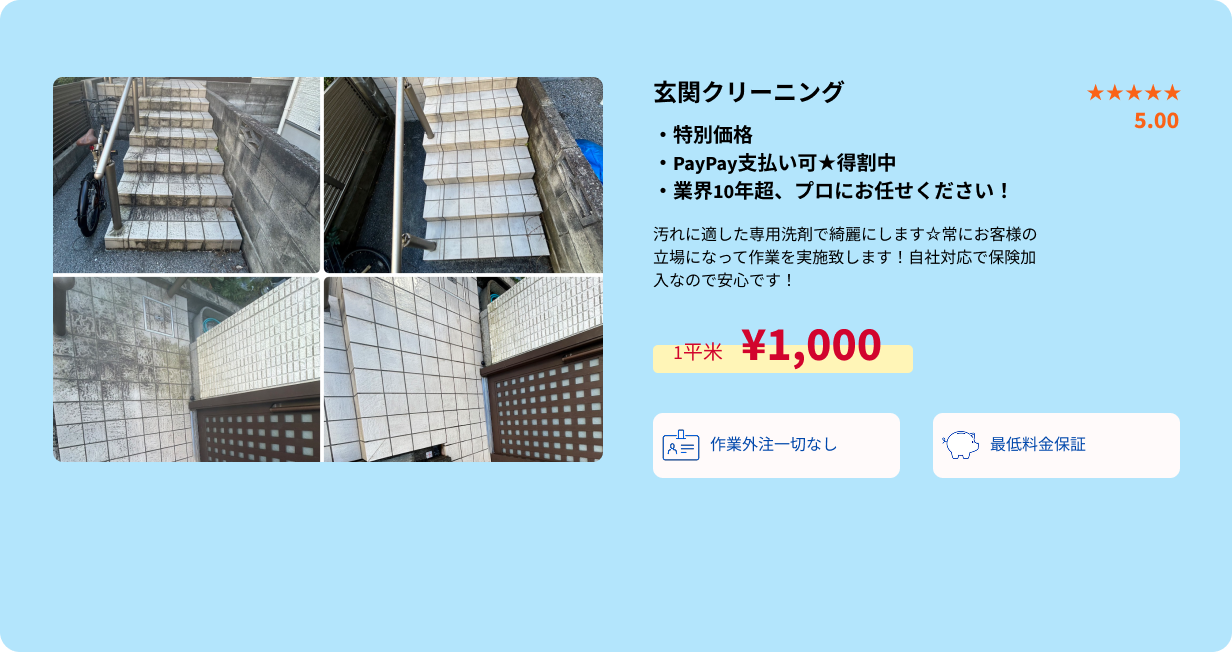 玄関クリーニング
★★★★★
5.00
・特別価格
・PayPay支払い可★得割中
・業界10年超、プロにお任せください！
汚れに適した専用洗剤で綺麗にします☆常にお客様の
立場になって作業を実施致します！自社対応で保険加
入なので安心です！
1平米 ¥1,000
作業外注一切なし
最低料金保証